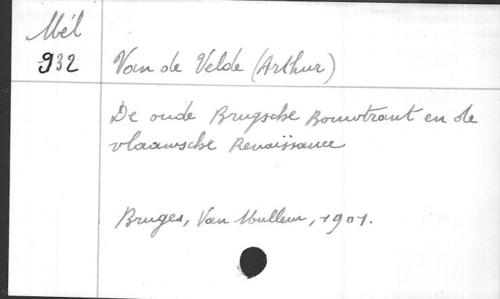 Mél
932
Van de Velde (Arthur)
De oude Brugsche Bouwtrant en de
vlaamsche Renaissance
Bruges, Van Mullem, 1901.